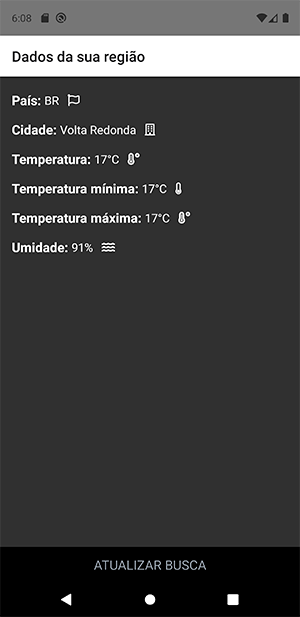 6:08
Dados da sua região
País: BR
Cidade: Volta Redonda
Temperatura: 17°C
Temperatura mínima: 17°C
Temperatura máxima: 17°C
Umidade: 91%
ATUALIZAR BUSCA